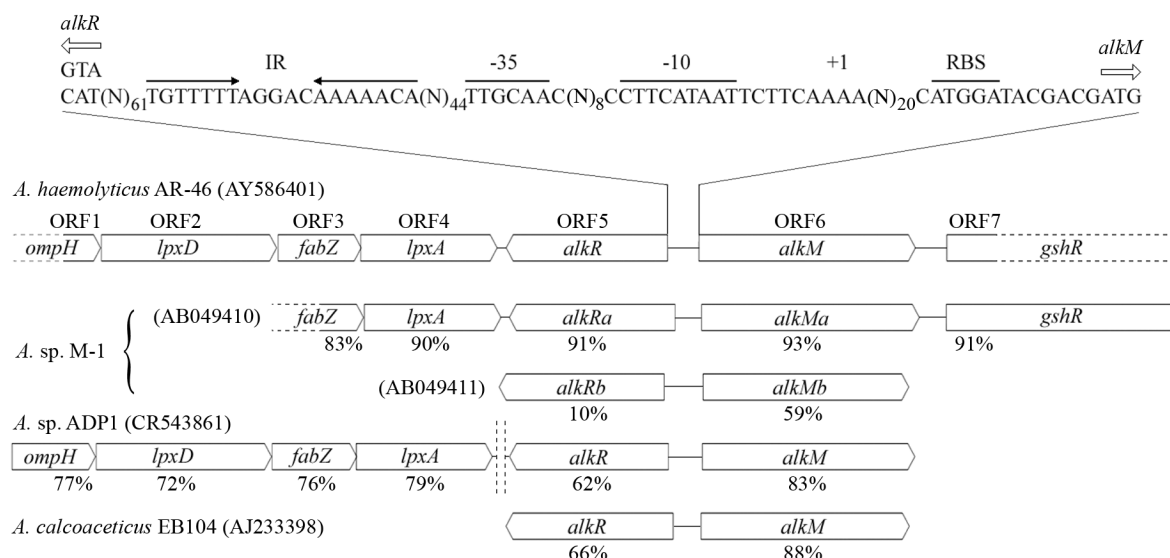 alkR
GTA IR -35 -10 +1 RBS alkM
CAT(N)61TGTTTTTAGGACAAAAACA(N)44TTGCAAC(N)8CCTTCATAATTCTTCAAAA(N)20CATGGATACGACGATG
A. haemolyticus AR-46 (AY586401)
ORF1 ORF2 ORF3 ORF4 ORF5 ORF6 ORF7
ompH lpxD fabZ lpxA alkR alkM gshR
(AB049410) fabZ lpxA alkRa alkMa gshR
83% 90% 91% 93% 91%
A. sp. M-1
(AB049411) alkRb alkMb
10% 59%
A. sp. ADP1 (CR543861)
ompH lpxD fabZ lpxA alkR alkM
77% 72% 76% 79% 62% 83%
A. calcoaceticus EB104 (AJ233398) alkR alkM
66% 88%